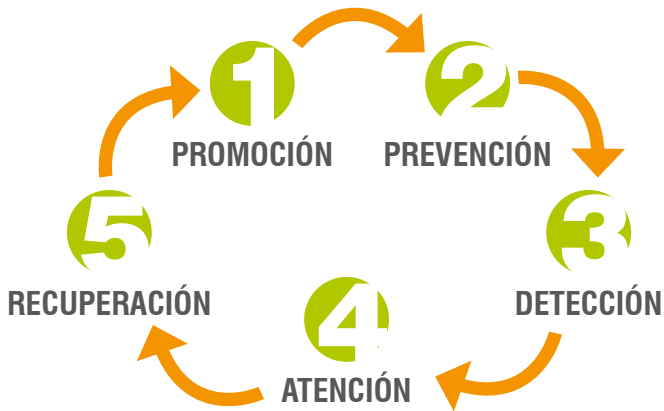 1
PROMOCIÓN
2
PREVENCIÓN
3
DETECCIÓN
4
ATENCIÓN
5
RECUPERACIÓN